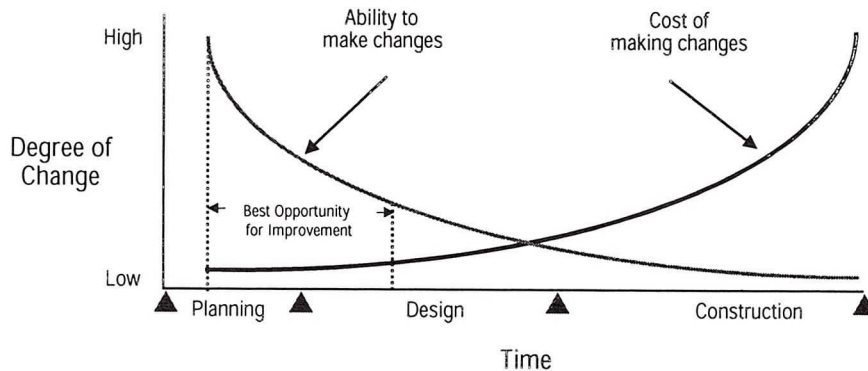 Ability to
make changes
Cost of
making changes
High
Degree of
Change
Best Opportunity
for Improvement
Low
Planning
Design
Construction
Time